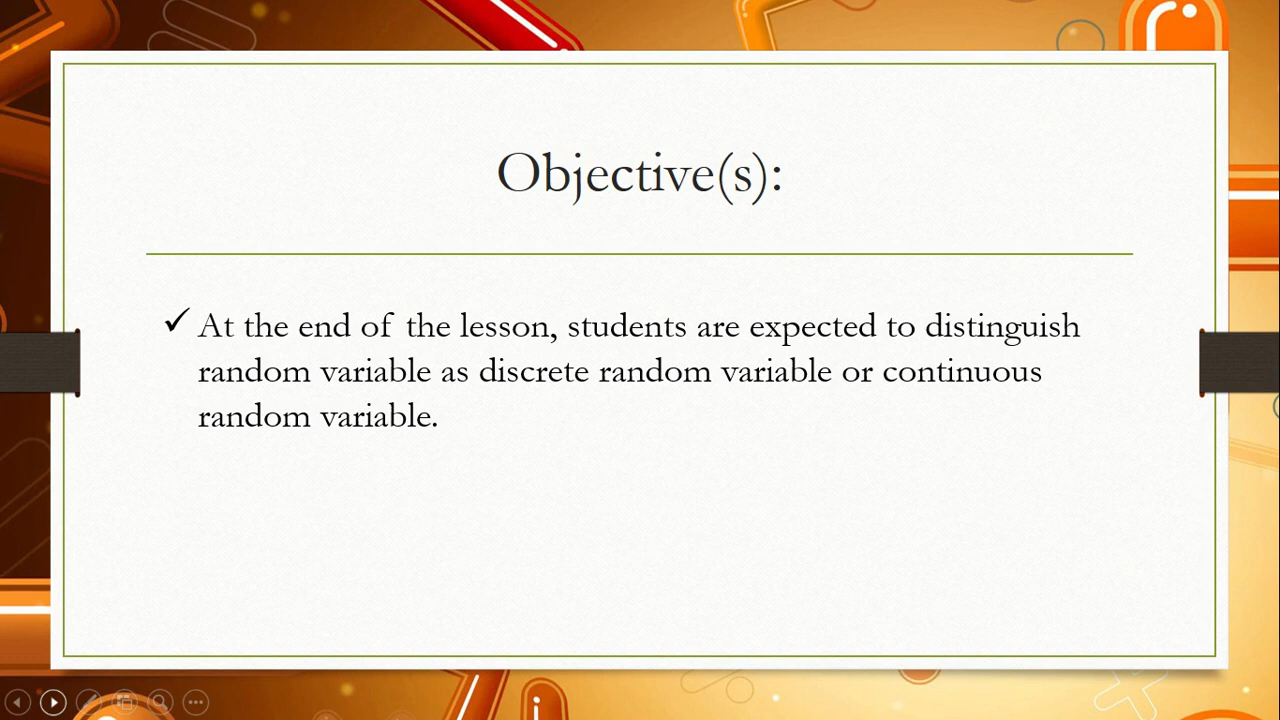 Objective(s):
✓ At the end of the lesson, students are expected to distinguish
random variable as discrete random variable or continuous
random variable.